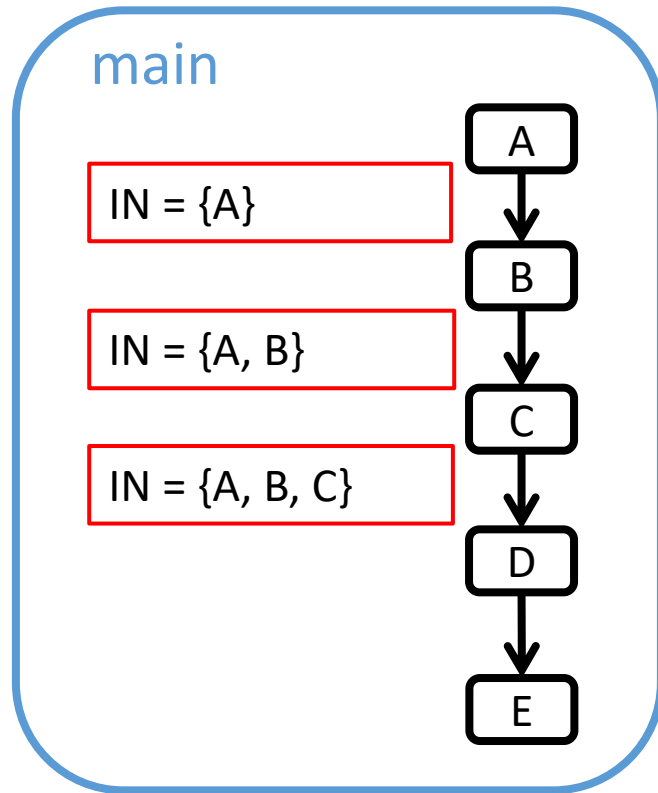 main
A
IN = {A}
B
IN = {A, B}
C
IN = {A, B, C}
D
E